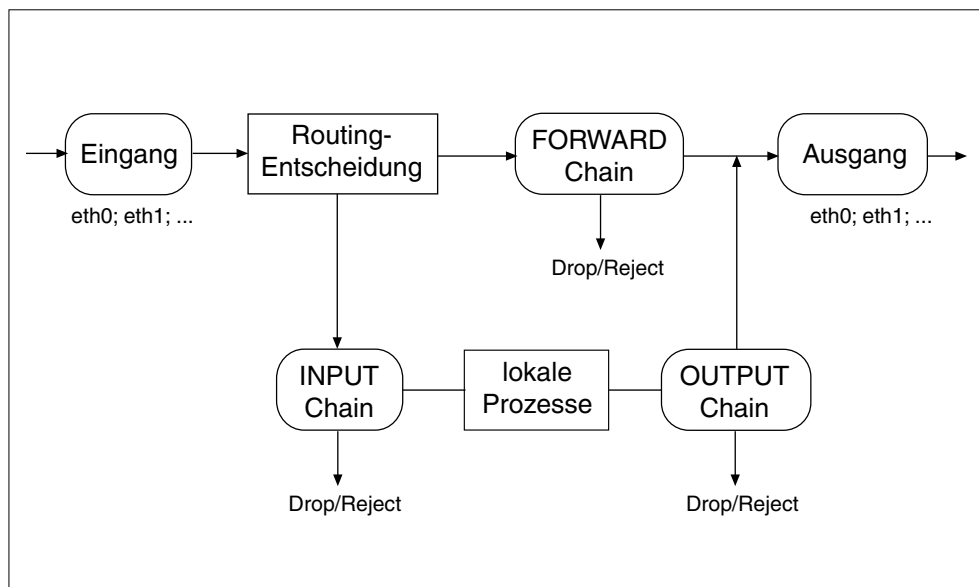 Eingang
eth0; eth1; ...
Routing-
Entscheidung
FORWARD
Chain
Drop/Reject
Ausgang
eth0; eth1; ...
INPUT
Chain
Drop/Reject
lokale
Prozesse
OUTPUT
Chain
Drop/Reject